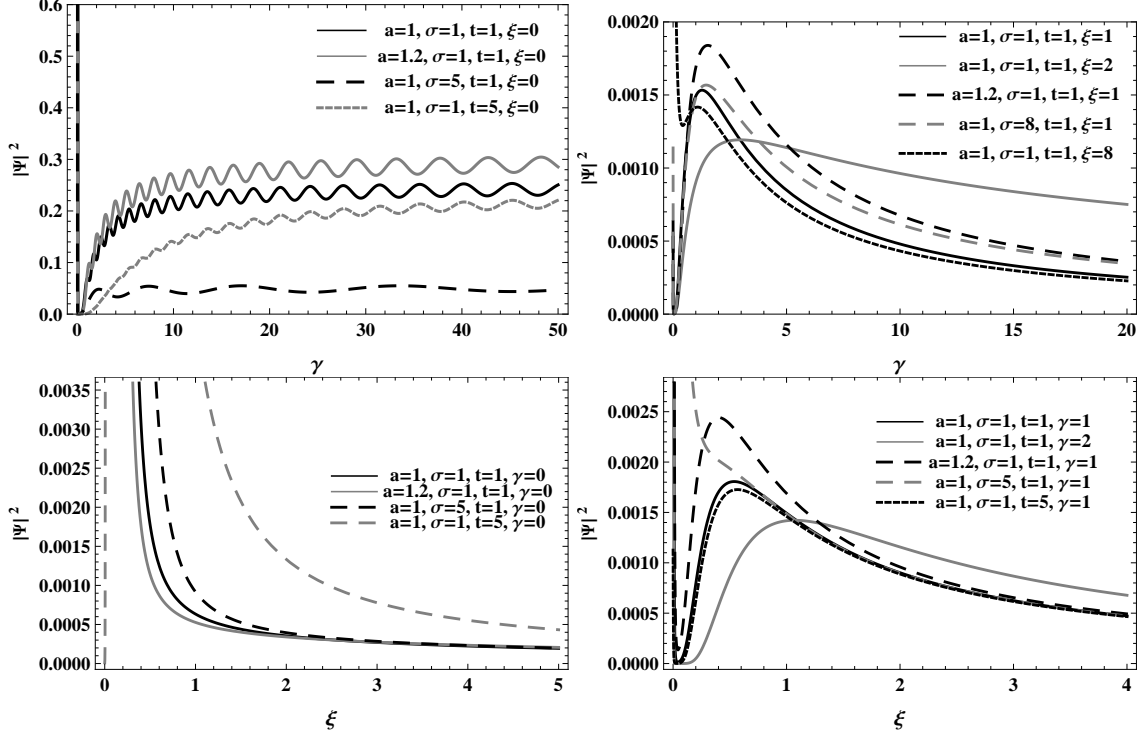 0.6
0.5
0.4
0.3
0.2
0.1
0.0
|Ψ| 2
a=1, σ=1, t=1, ξ=0
a=1.2, σ=1, t=1, ξ=0
a=1, σ=5, t=1, ξ=0
a=1, σ=1, t=5, ξ=0
0 10 20 30 40 50
γ
0.0020
0.0015
0.0010
0.0005
0.0000
|Ψ| 2
a=1, σ=1, t=1, ξ=1
a=1, σ=1, t=1, ξ=2
a=1.2, σ=1, t=1, ξ=1
a=1, σ=8, t=1, ξ=1
a=1, σ=1, t=1, ξ=8
0 5 10 15 20
γ
0.0035
0.0030
0.0025
0.0020
0.0015
0.0010
0.0005
0.0000
|Ψ| 2
a=1, σ=1, t=1, γ=0
a=1.2, σ=1, t=1, γ=0
a=1, σ=5, t=1, γ=0
a=1, σ=1, t=5, γ=0
0 1 2 3 4 5
ξ
0.0025
0.0020
0.0015
0.0010
0.0005
0.0000
|Ψ| 2
a=1, σ=1, t=1, γ=1
a=1, σ=1, t=1, γ=2
a=1.2, σ=1, t=1, γ=1
a=1, σ=5, t=1, γ=1
a=1, σ=1, t=5, γ=1
0 1 2 3 4
ξ